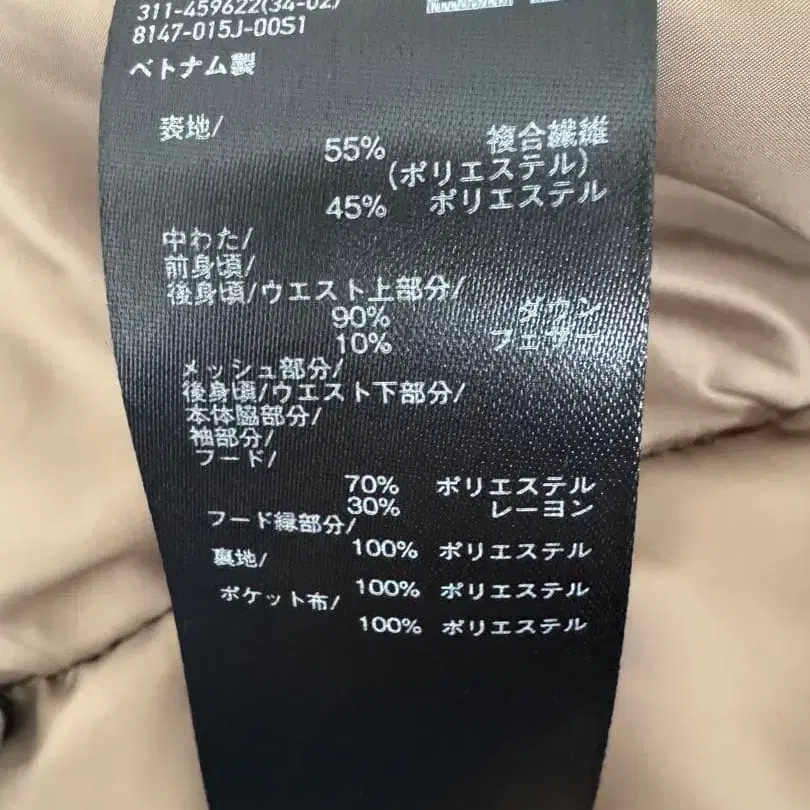 311-459622(34-02)
8147-015J-00S1
ベトナム製
表地/
55% 複合繊維
(ポリエステル)
45% ポリエステル
中わた/
前身頃/
後身頃/ウエスト上部分/
90% ダウン
10% フェザー
メッシュ部分/
後身頃/ウエスト下部分/
本体脇部分/
袖部分/
フード/
70% ポリエステル
30% レーヨン
フード縁部分/
100% ポリエステル
裏地/
100% ポリエステル
ポケット布/
100% ポリエステル